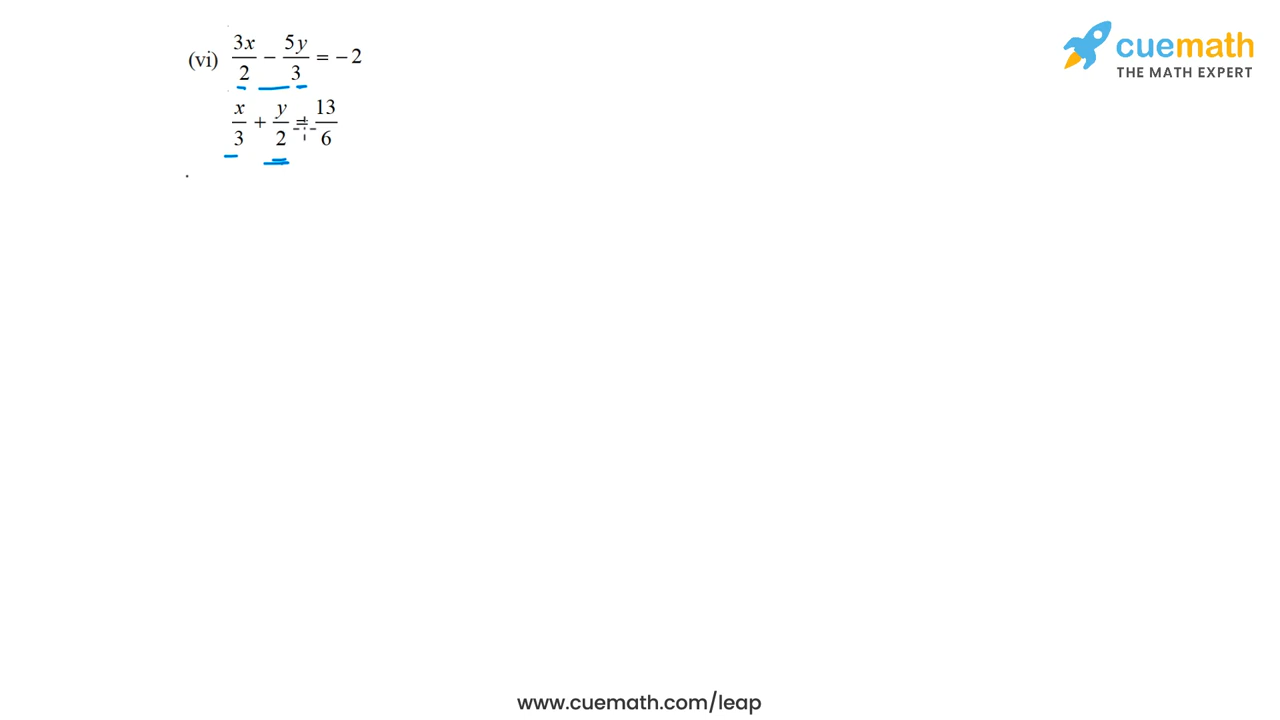 (vi) 3x/2 − 5y/3 = −2
x/3 + y/2 = 13/6
cuemath
THE MATH EXPERT
www.cuemath.com/leap